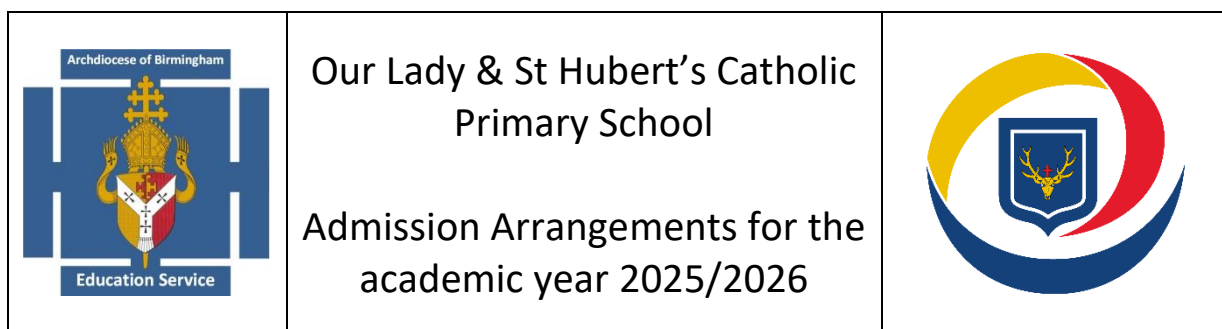 Archdiocese of Birmingham
Education Service
Our Lady & St Hubert’s Catholic
Primary School
Admission Arrangements for the
academic year 2025/2026